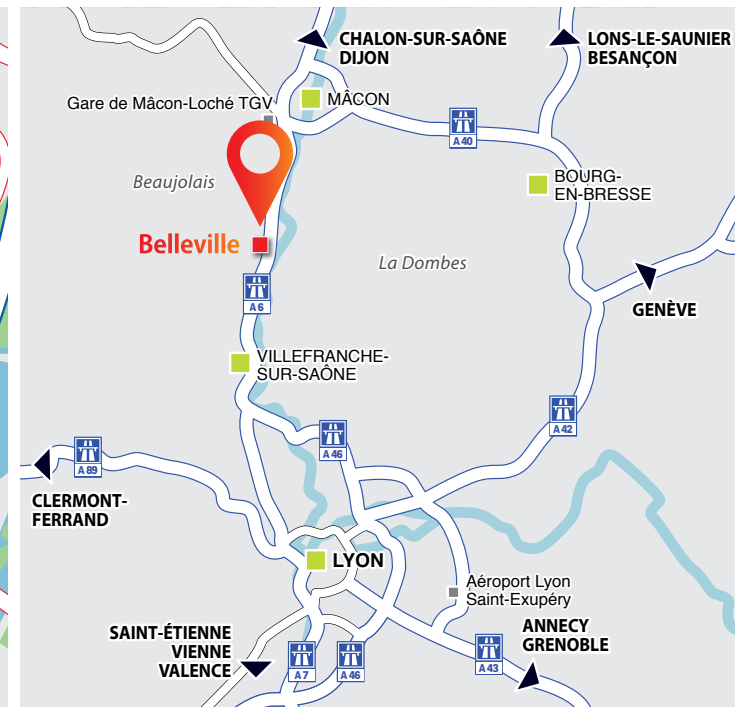 CHALON-SUR-SAÔNE
DIJON
LONS-LE-SAUNIER
BESANÇON
Gare de Mâcon-Loché TGV
MÂCON
A 40
Beaujolais
BOURG-
EN-BRESSE
Belleville
La Dombes
A 6
GENÈVE
VILLEFRANCHE-
SUR-SAÔNE
A 46
A 42
A 89
CLERMONT-
FERRAND
LYON
Aéroport Lyon
Saint-Exupéry
SAINT-ÉTIENNE
VIENNE
VALENCE
ANNECY
GRENOBLE
A 7
A 46
A 43